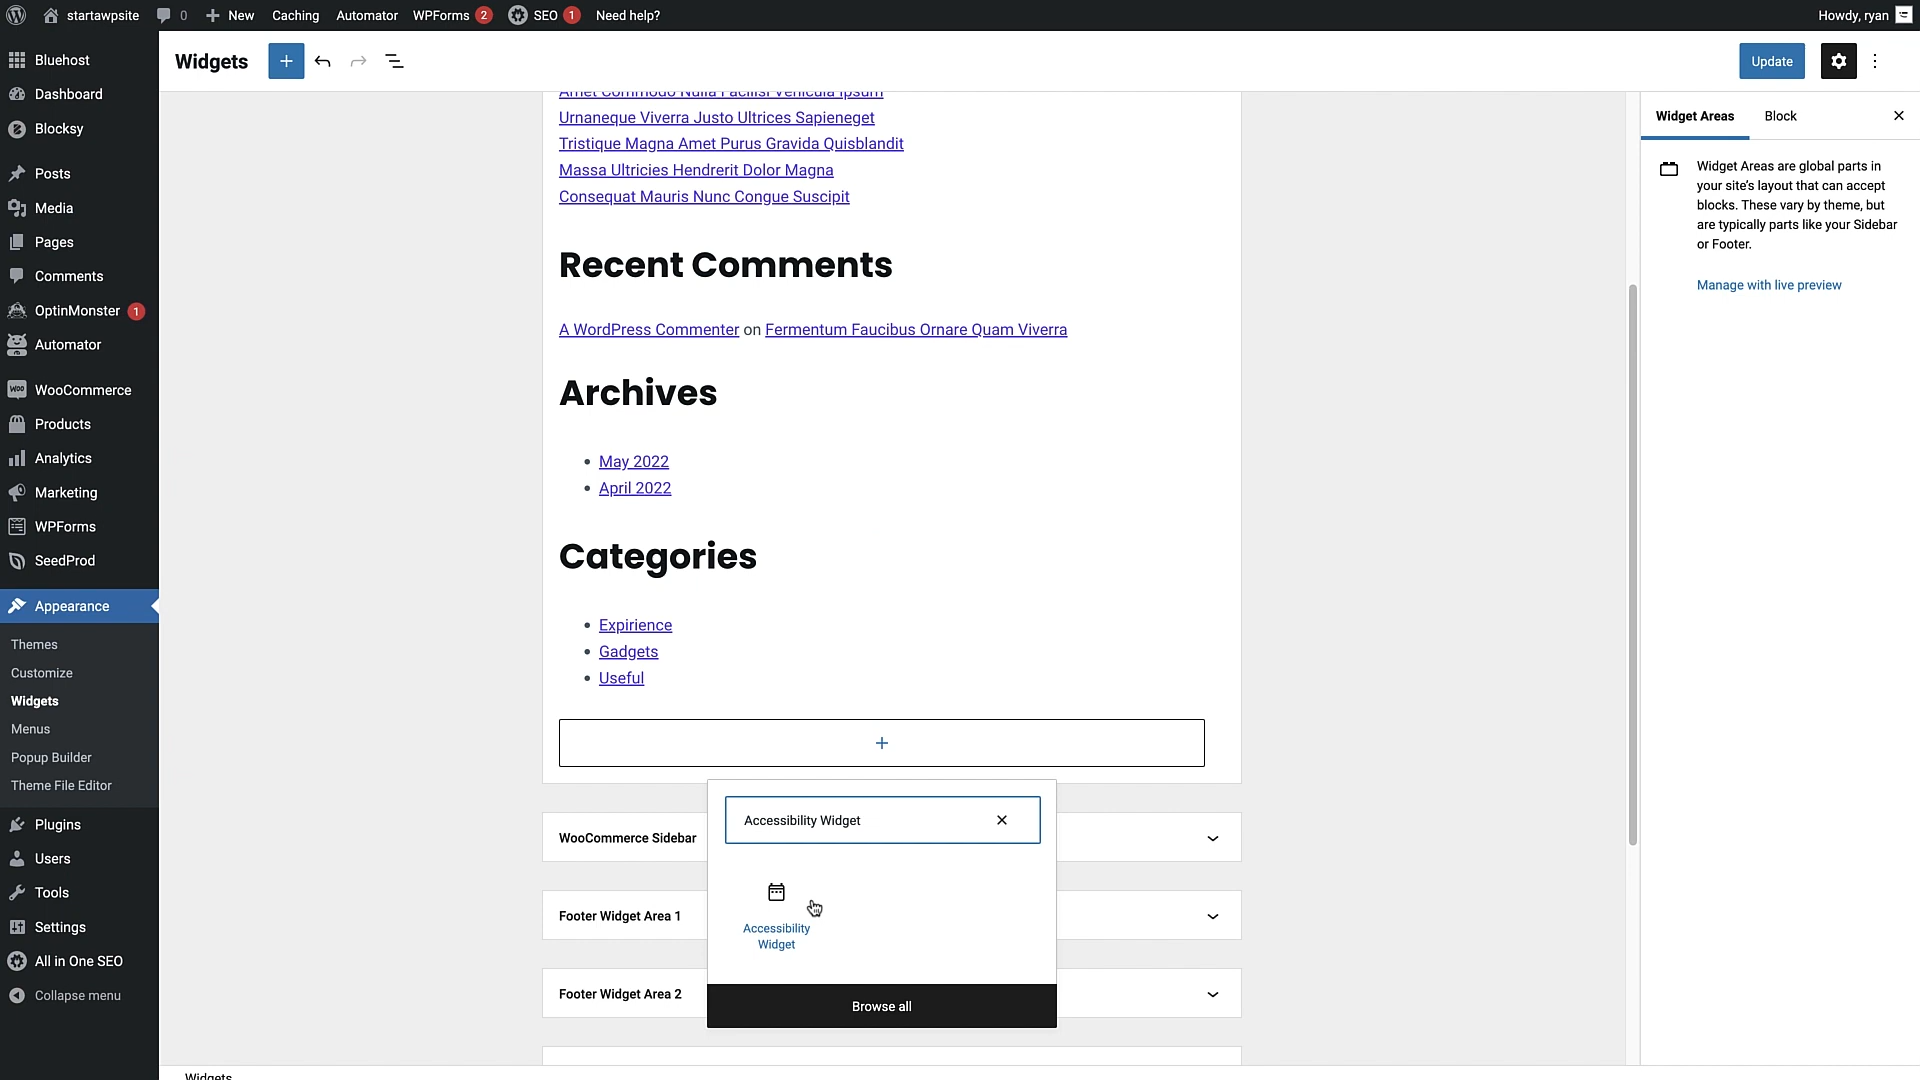 startawpsite 0 New Caching Automator WPForms 2 SEO 1 Need help? Howdy, ryan
Bluehost
Dashboard
Blocksy
Posts
Media
Pages
Comments
OptinMonster 1
Automator
WOO WooCommerce
Products
Analytics
Marketing
WPForms
SeedProd
Appearance
Themes
Customize
Widgets
Menus
Popup Builder
Theme File Editor
Plugins
Users
Tools
Settings
All in One SEO
Collapse menu
Widgets
Update
Amet Commodo Nulla Facilisi Vehicula Ipsum
Urnaneque Viverra Justo Ultrices Sapieneget
Tristique Magna Amet Purus Gravida Quisblandit
Massa Ultricies Hendrerit Dolor Magna
Consequat Mauris Nunc Congue Suscipit
Recent Comments
A WordPress Commenter on Fermentum Faucibus Ornare Quam Viverra
Archives
May 2022
April 2022
Categories
Expirience
Gadgets
Useful
Accessibility Widget
Accessibility
Widget
Browse all
WooCommerce Sidebar
Footer Widget Area 1
Footer Widget Area 2
Widgets
Widget Areas Block
Widget Areas are global parts in
your site's layout that can accept
blocks. These vary by theme, but
are typically parts like your Sidebar
or Footer.
Manage with live preview